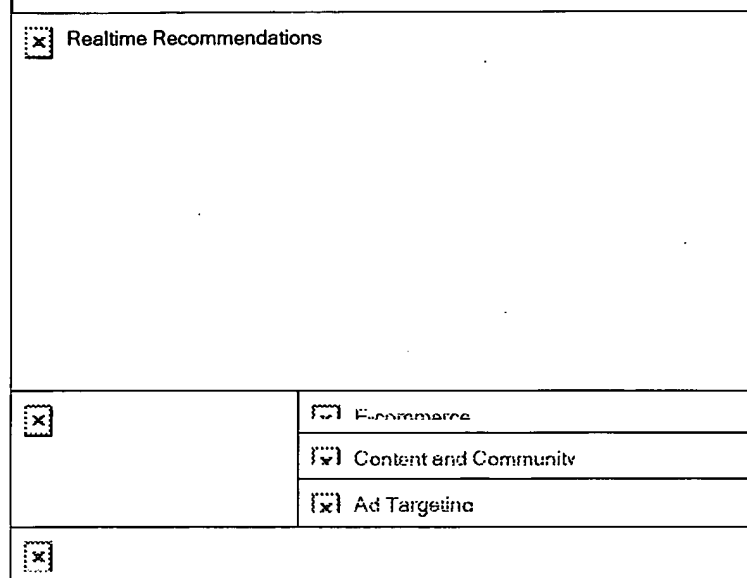 Realtime Recommendations
E-commerce
Content and Community
Ad Targeting